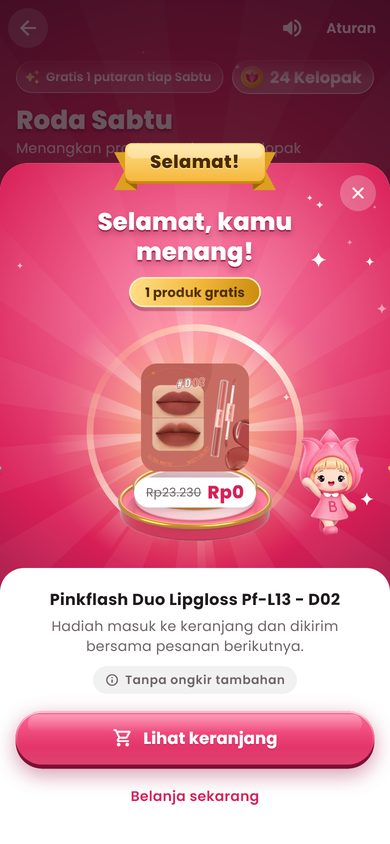 Aturan
Gratis 1 putaran tiap Sabtu
24 Kelopak
Roda Sabtu
Menangkan
Selamat!
Selamat, kamu
menang!
1 produk gratis
Rp23.230 Rp0
B
Pinkflash Duo Lipgloss Pf-L13 - D02
Hadiah masuk ke keranjang dan dikirim
bersama pesanan berikutnya.
Tanpa ongkir tambahan
Lihat keranjang
Belanja sekarang